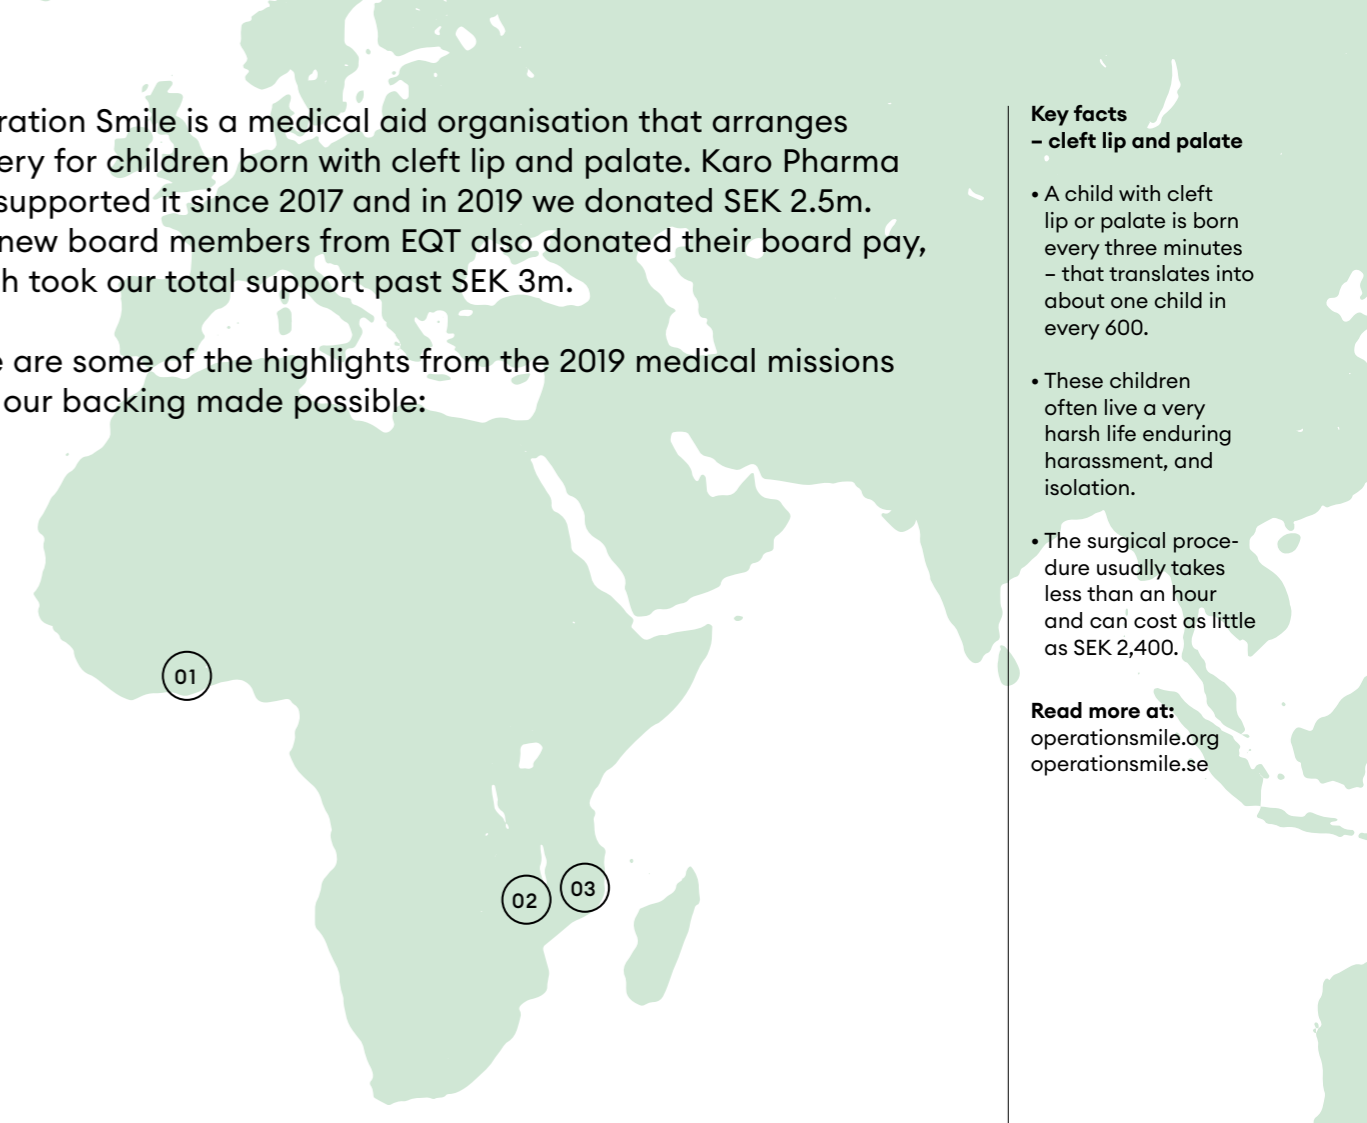 ration Smile is a medical aid organisation that arranges
ery for children born with cleft lip and palate. Karo Pharma
supported it since 2017 and in 2019 we donated SEK 2.5m.
new board members from EQT also donated their board pay,
h took our total support past SEK 3m.
e are some of the highlights from the 2019 medical missions
our backing made possible:
01
02
03
Key facts
– cleft lip and palate
• A child with cleft
lip or palate is born
every three minutes
– that translates into
about one child in
every 600.
• These children
often live a very
harsh life enduring
harassment, and
isolation.
• The surgical proce-
dure usually takes
less than an hour
and can cost as little
as SEK 2,400.
Read more at:
operationsmile.org
operationsmile.se